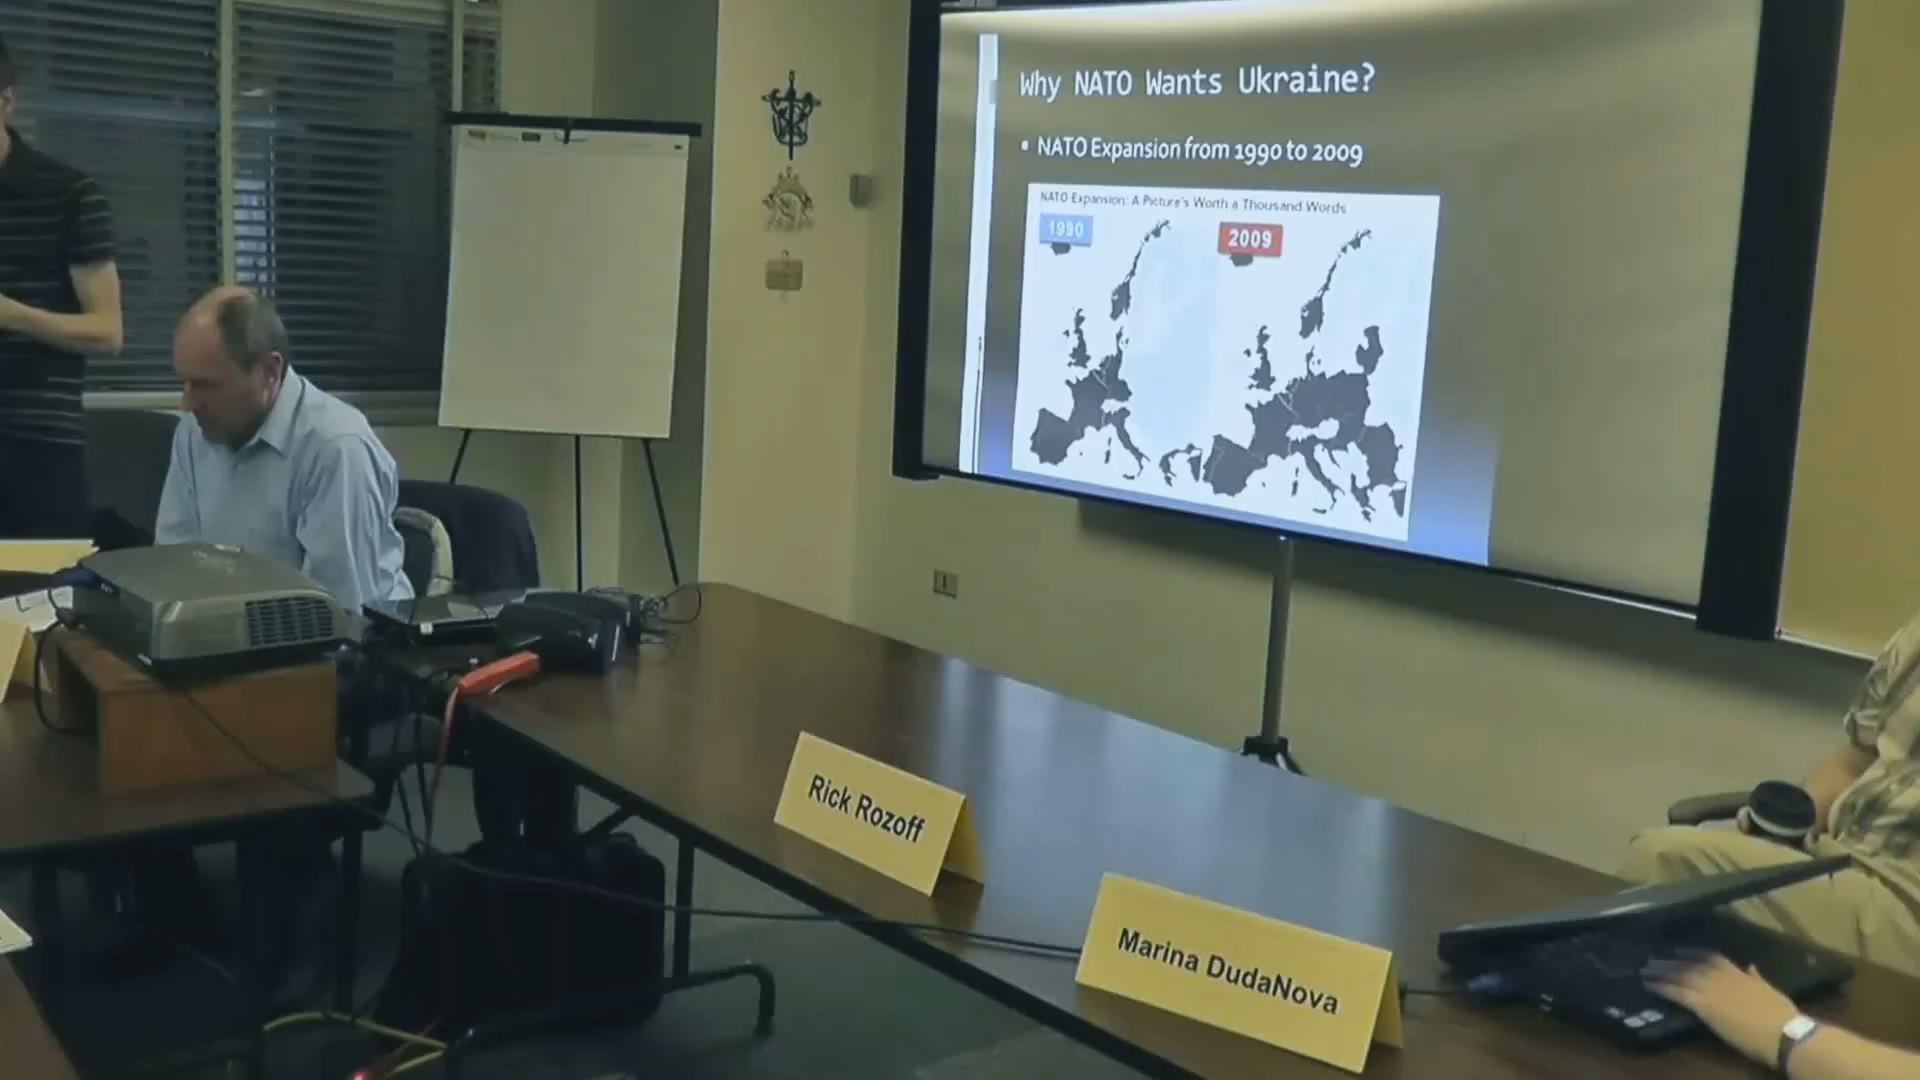 Why NATO Wants Ukraine?
• NATO Expansion from 1990 to 2009
NATO Expansion: A Picture's Worth a Thousand Words
1990
2009
Rick Rozoff
Marina DudaNova